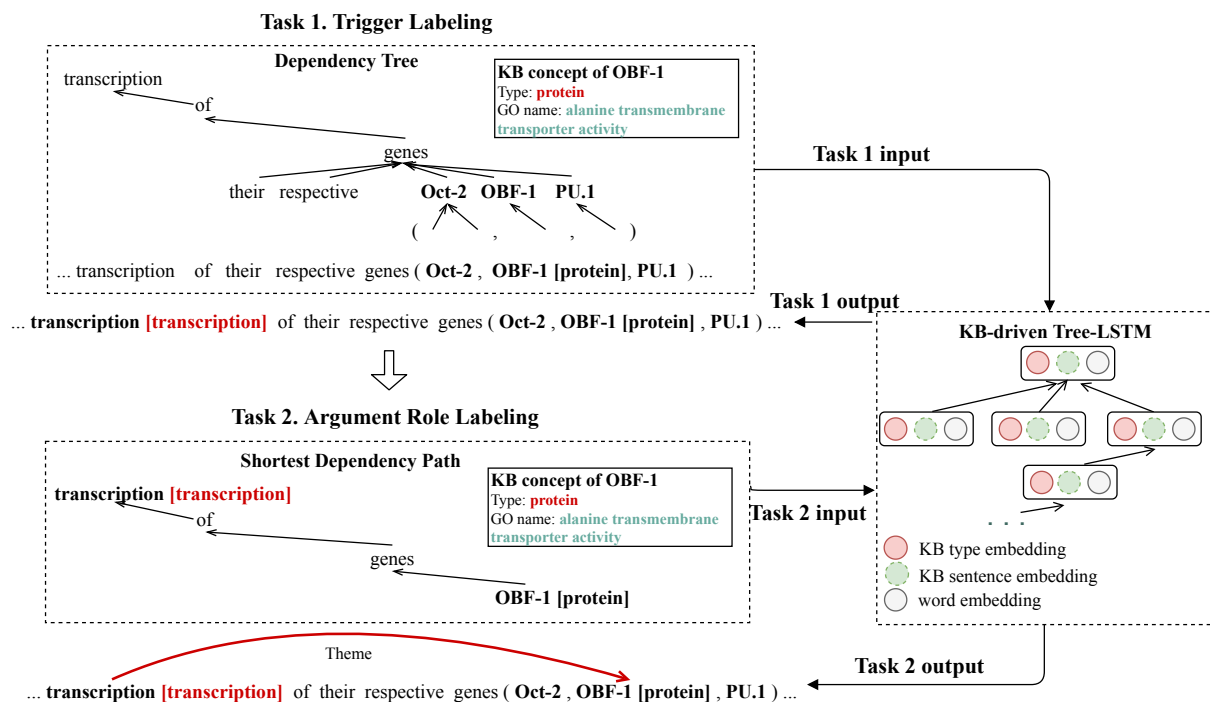 Task 1. Trigger Labeling
Dependency Tree
transcription
of
genes
their respective Oct-2 OBF-1 PU.1
( , , )
KB concept of OBF-1
Type: protein
GO name: alanine transmembrane
transporter activity
... transcription of their respective genes ( Oct-2 , OBF-1 [protein], PU.1 ) ...
Task 1 input
Task 1 output
... transcription [transcription] of their respective genes ( Oct-2 , OBF-1 [protein] , PU.1 ) ...
Task 2. Argument Role Labeling
Shortest Dependency Path
transcription [transcription]
of
genes
OBF-1 [protein]
KB concept of OBF-1
Type: protein
GO name: alanine transmembrane
transporter activity
Task 2 input
KB-driven Tree-LSTM
. . .
KB type embedding
KB sentence embedding
word embedding
Task 2 output
Theme
... transcription [transcription] of their respective genes ( Oct-2 , OBF-1 [protein] , PU.1 ) ...